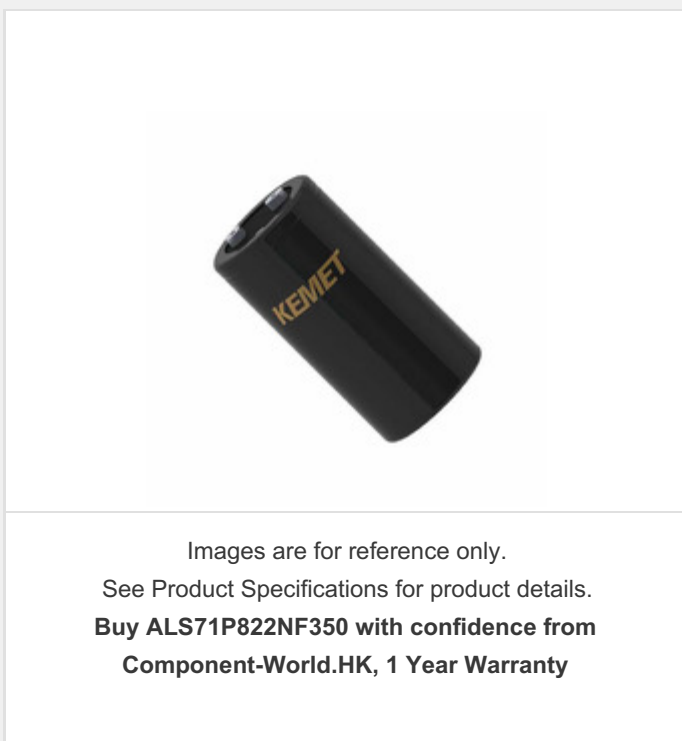 KEMET
Images are for reference only.
See Product Specifications for product details.
Buy ALS71P822NF350 with confidence from
Component-World.HK, 1 Year Warranty